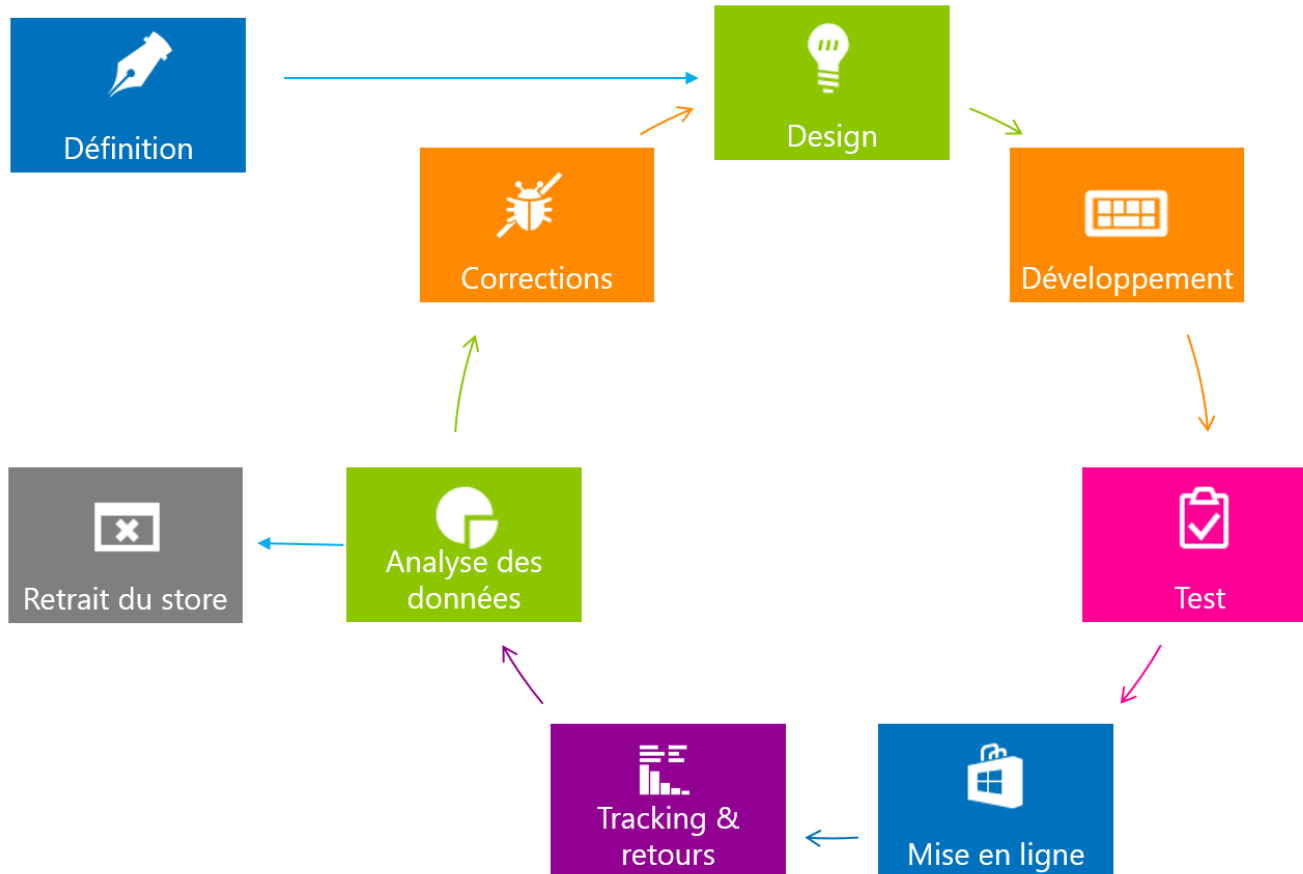 Définition
Design
Corrections
Développement
Retrait du store
Analyse des
données
Test
Tracking &
retours
Mise en ligne